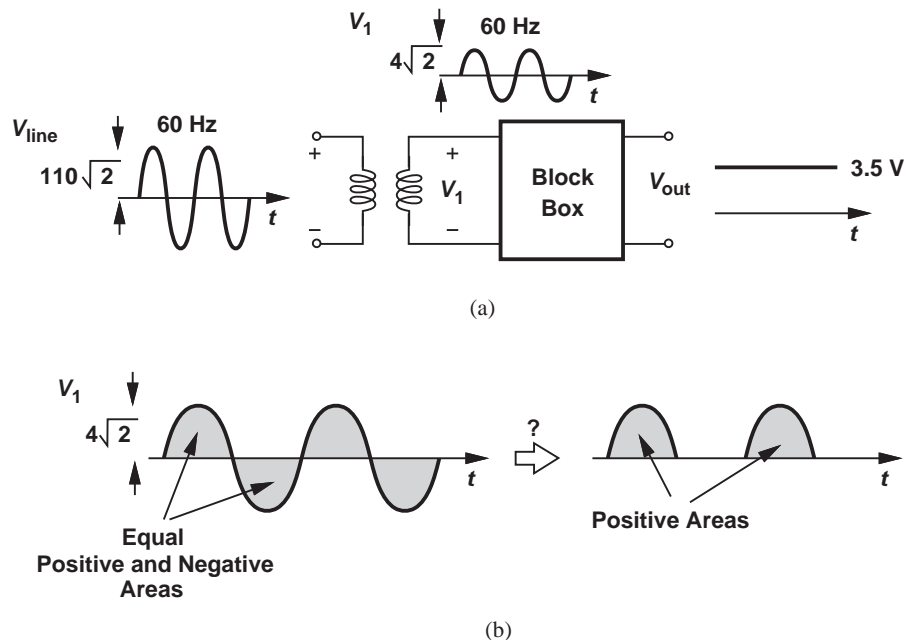 V1
60 Hz
4√2
t
Vline
60 Hz
110√2
t
+
−
+
V1
−
Block
Box
Vout
3.5 V
t
(a)
V1
4√2
t
?
t
Equal
Positive and Negative
Areas
Positive Areas
(b)